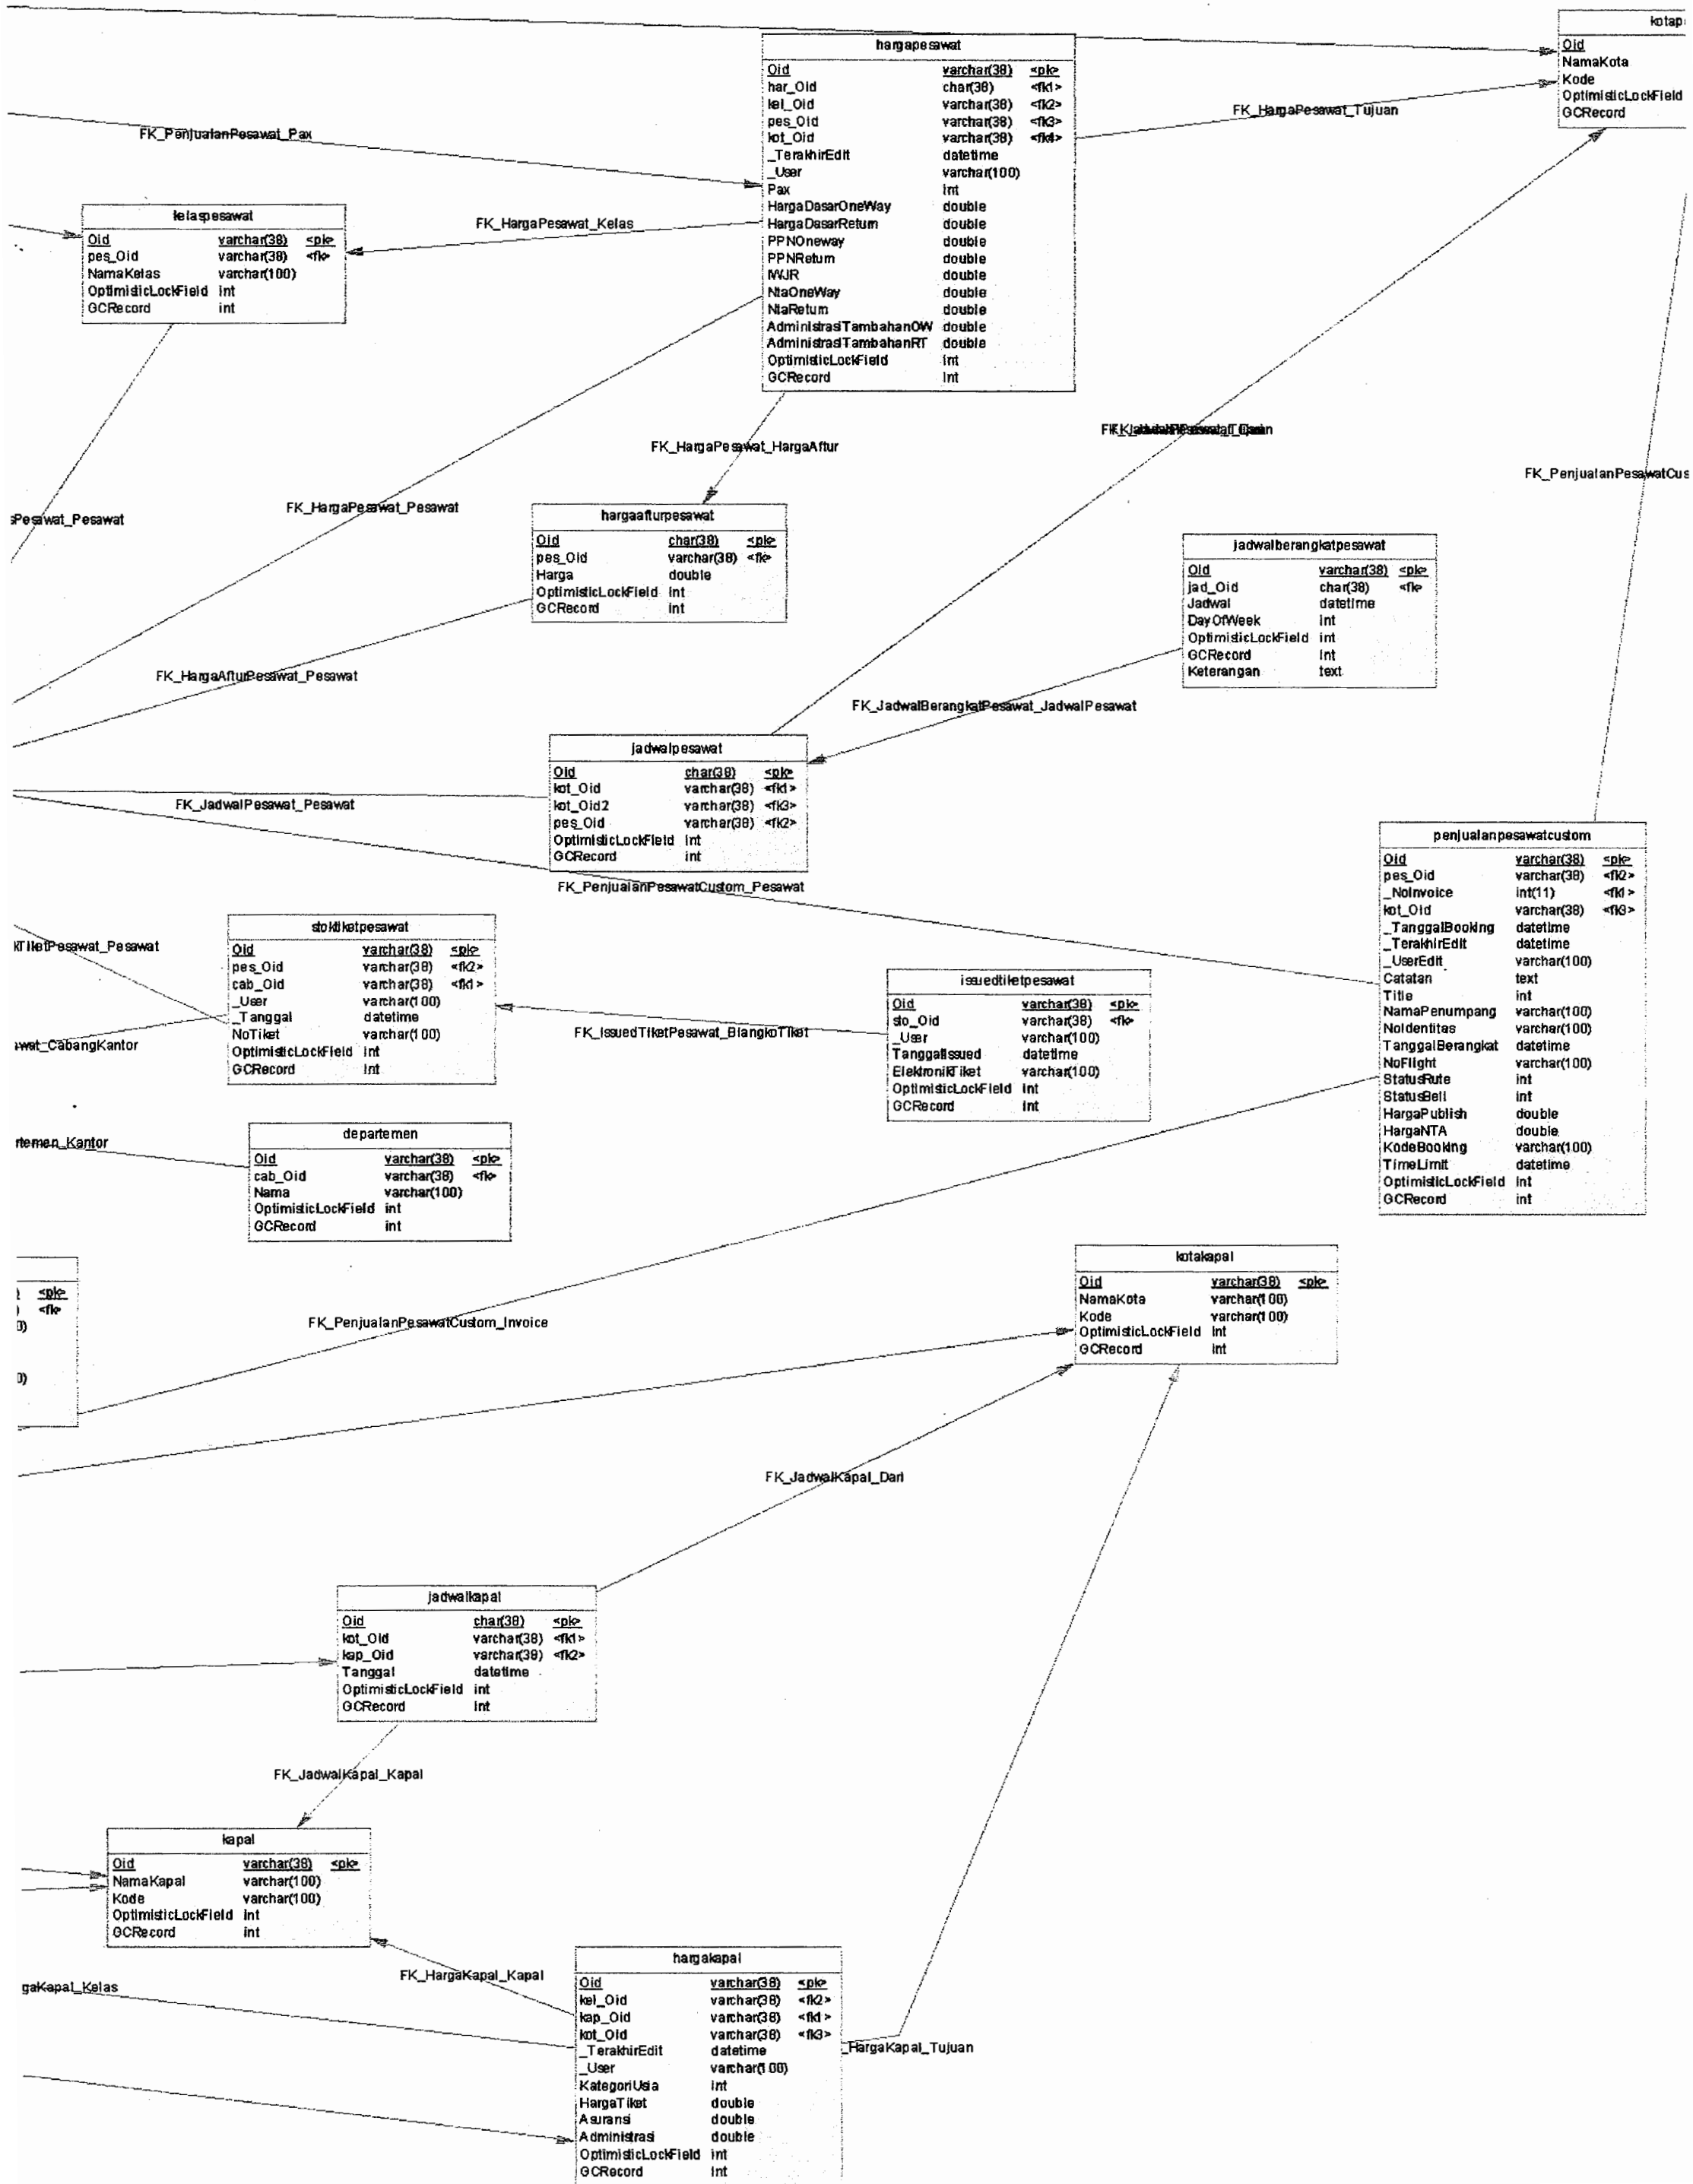 kotap
Oid
NamaKota
Kode
OptimisticLockField
GCRecord
hargapesawat
Oid varchar(38) <pk>
har_Oid char(38) <fk1>
kel_Oid varchar(38) <fk2>
pes_Oid varchar(38) <fk3>
kot_Oid varchar(38) <fk4>
_TerakhirEdit datetime
_User varchar(100)
Pax int
HargaDasarOneWay double
HargaDasarReturn double
PPNOneway double
PPNReturn double
IWJR double
NtaOneWay double
NtaReturn double
AdministrasiTambahanOW double
AdministrasiTambahanRT double
OptimisticLockField int
GCRecord int
FK_HargaPesawat_Tujuan
FK_PenjualanPesawat_Pax
kelaspesawat
Oid varchar(38) <pk>
pes_Oid varchar(38) <fk>
NamaKelas varchar(100)
OptimisticLockField int
GCRecord int
FK_HargaPesawat_Kelas
FK_HargaPesawat_HargaAftur
FK_PenjualanPesawatCus
sPesawat_Pesawat
FK_HargaPesawat_Pesawat
hargaafturpesawat
Oid char(38) <pk>
pes_Oid varchar(38) <fk>
Harga double
OptimisticLockField int
GCRecord int
jadwalberangkatpesawat
Oid varchar(38) <pk>
jad_Oid char(38) <fk>
Jadwal datetime
DayOfWeek int
OptimisticLockField int
GCRecord int
Keterangan text
FK_HargaAfturPesawat_Pesawat
FK_JadwalBerangkatPesawat_JadwalPesawat
jadwalpesawat
Oid char(38) <pk>
kot_Oid varchar(38) <fk1>
kot_Oid2 varchar(38) <fk3>
pes_Oid varchar(38) <fk2>
OptimisticLockField int
GCRecord int
FK_JadwalPesawat_Pesawat
FK_PenjualanPesawatCustom_Pesawat
penjualanpesawatcustom
Oid varchar(38) <pk>
pes_Oid varchar(38) <fk2>
_NoInvoice int(11) <fk1>
kot_Oid varchar(38) <fk3>
_TanggalBooking datetime
_TerakhirEdit datetime
_UserEdit varchar(100)
Catatan text
Title int
NamaPenumpang varchar(100)
NoIdentitas varchar(100)
TanggalBerangkat datetime
NoFlight varchar(100)
StatusRute int
StatusBeli int
HargaPublish double
HargaNTA double
KodeBooking varchar(100)
TimeLimit datetime
OptimisticLockField int
GCRecord int
kTiketPesawat_Pesawat
stoktiketpesawat
Oid varchar(38) <pk>
pes_Oid varchar(38) <fk2>
cab_Oid varchar(38) <fk1>
_User varchar(100)
_Tanggal datetime
NoTiket varchar(100)
OptimisticLockField int
GCRecord int
awat_CabangKantor
FK_IssuedTiketPesawat_BlangkoTiket
issuedtiketpesawat
Oid varchar(38) <pk>
sto_Oid varchar(38) <fk>
_User varchar(100)
TanggalIssued datetime
ElektronikTiket varchar(100)
OptimisticLockField int
GCRecord int
rtemen_Kantor
departemen
Oid varchar(38) <pk>
cab_Oid varchar(38) <fk>
Nama varchar(100)
OptimisticLockField int
GCRecord int
) <pk>
) <fk>
0)
0)
FK_PenjualanPesawatCustom_Invoice
kotakapal
Oid varchar(38) <pk>
NamaKota varchar(100)
Kode varchar(100)
OptimisticLockField int
GCRecord int
FK_JadwalKapal_Dari
jadwalkapal
Oid char(38) <pk>
kot_Oid varchar(38) <fk1>
kap_Oid varchar(38) <fk2>
Tanggal datetime
OptimisticLockField int
GCRecord int
FK_JadwalKapal_Kapal
kapal
Oid varchar(38) <pk>
NamaKapal varchar(100)
Kode varchar(100)
OptimisticLockField int
GCRecord int
FK_HargaKapal_Kapal
gaKapal_Kelas
hargakapal
Oid varchar(38) <pk>
kel_Oid varchar(38) <fk2>
kap_Oid varchar(38) <fk1>
kot_Oid varchar(38) <fk3>
_TerakhirEdit datetime
_User varchar(100)
KategoriUsia int
HargaTiket double
Asuransi double
Administrasi double
OptimisticLockField int
GCRecord int
_HargaKapal_Tujuan